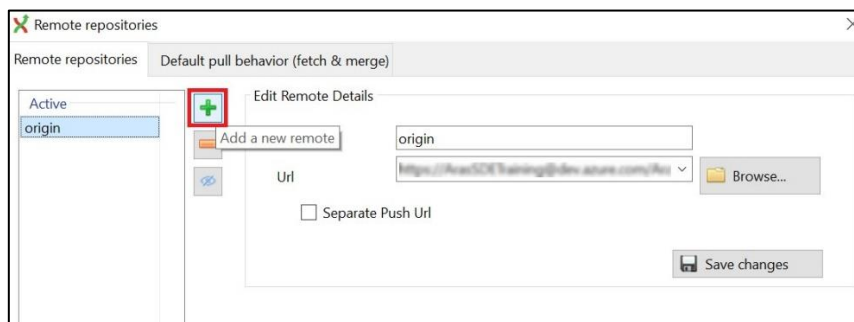 Remote repositories
Remote repositories Default pull behavior (fetch & merge)
Active
origin
Edit Remote Details
Add a new remote
origin
Url
Browse...
Separate Push Url
Save changes